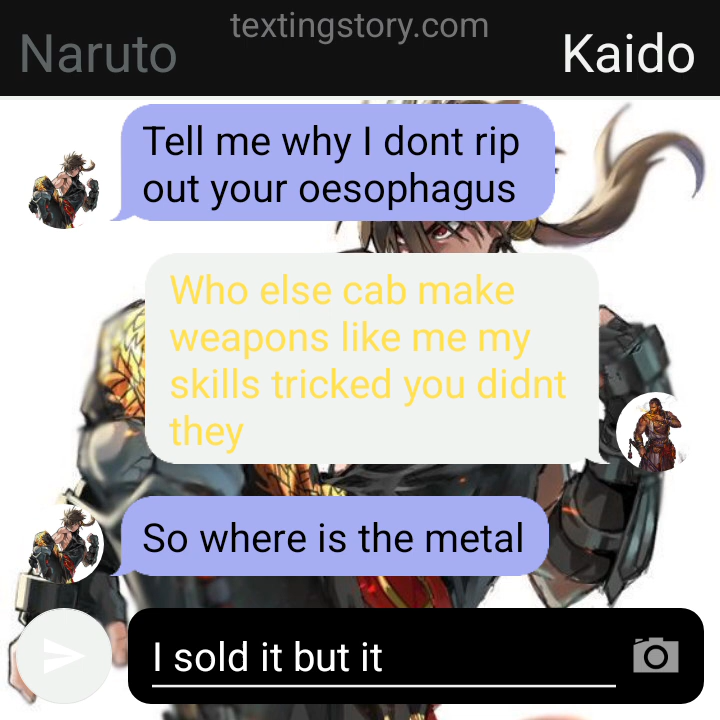 textingstory.com
Naruto
Kaido
Tell me why I dont rip
out your oesophagus
Who else cab make
weapons like me my
skills tricked you didnt
they
So where is the metal
I sold it but it